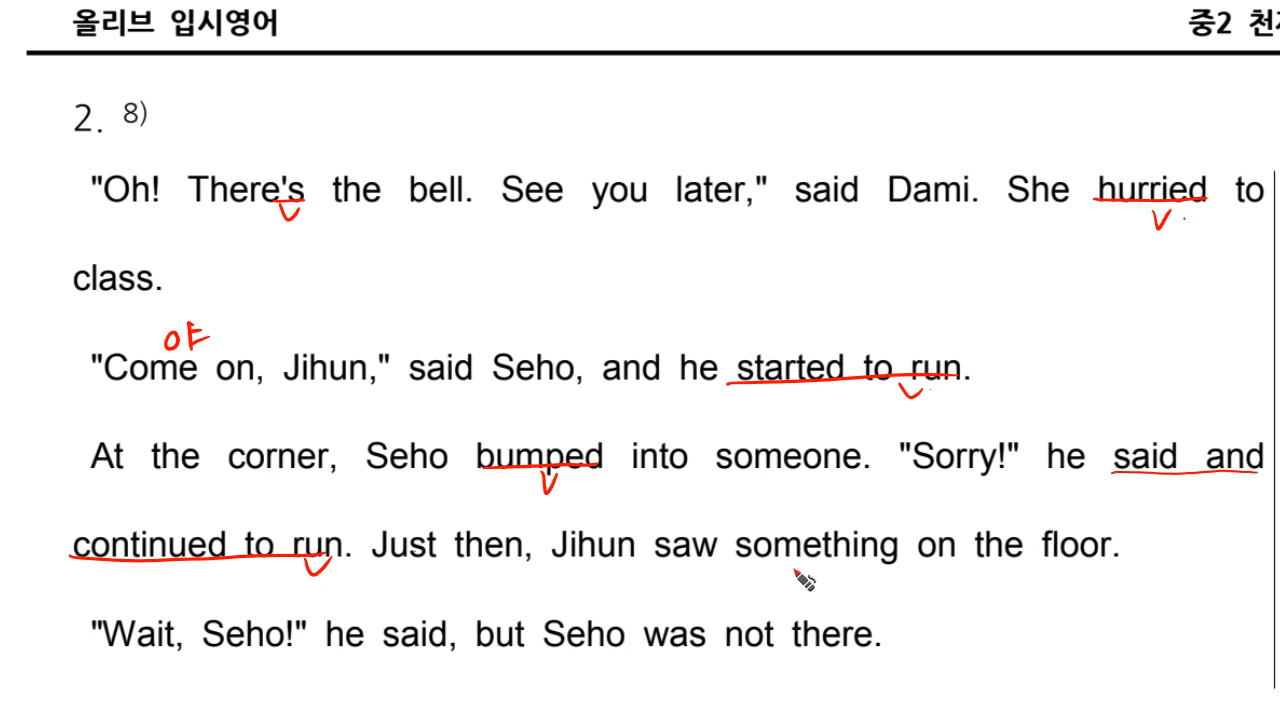 올리브 입시영어 중2
2. 8)
"Oh! There's the bell. See you later," said Dami. She hurried to
class.
야
"Come on, Jihun," said Seho, and he started to run.
At the corner, Seho bumped into someone. "Sorry!" he said and
continued to run. Just then, Jihun saw something on the floor.
"Wait, Seho!" he said, but Seho was not there.